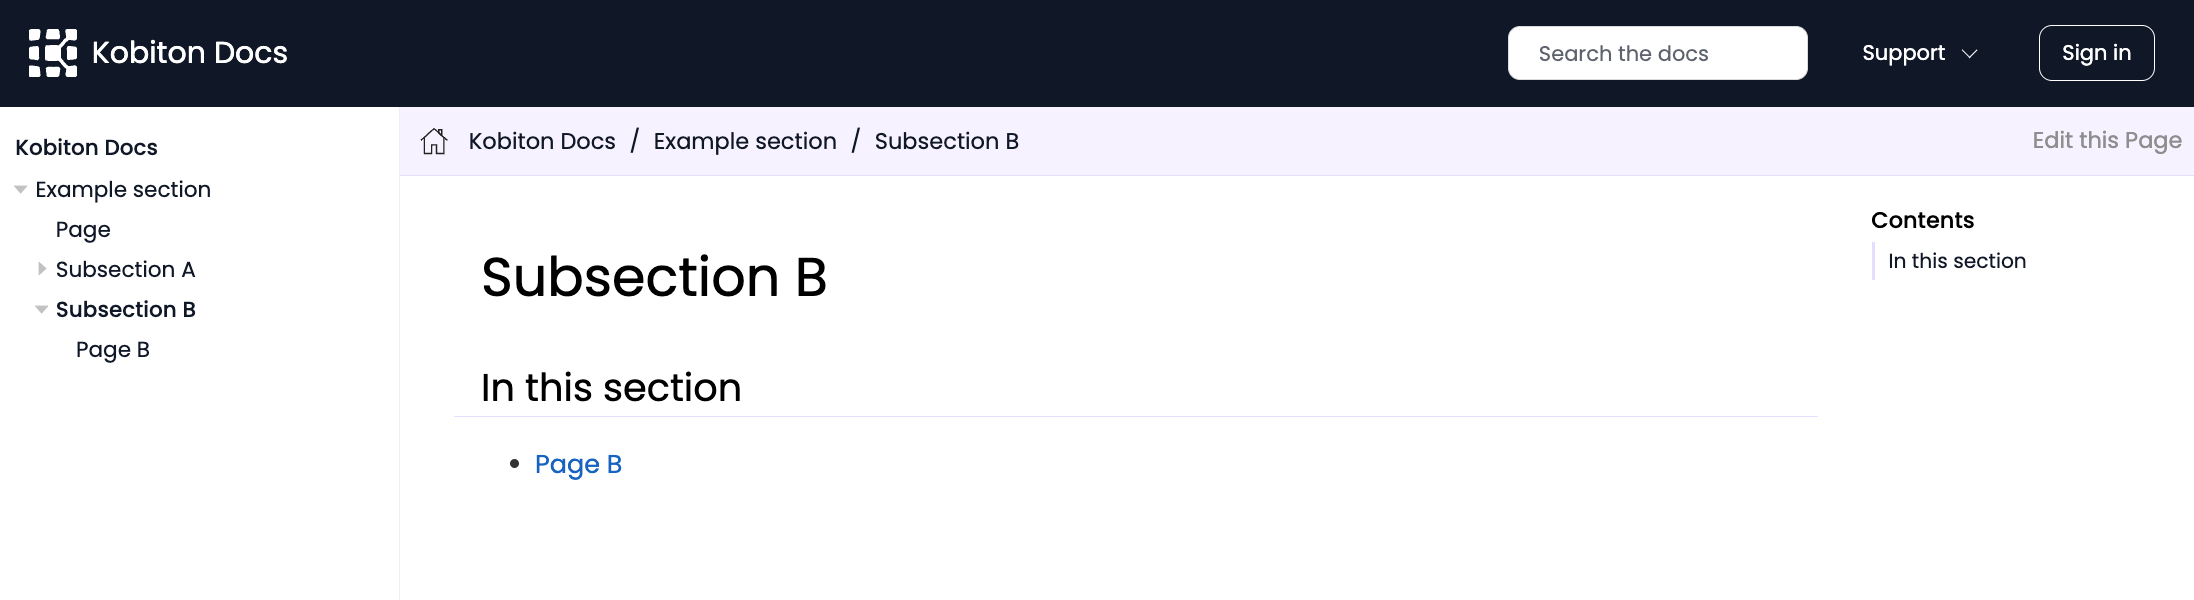 Kobiton Docs
Search the docs
Support
Sign in
Kobiton Docs
Example section
Page
Subsection A
Subsection B
Page B
Kobiton Docs / Example section / Subsection B
Edit this Page
Subsection B
In this section
Page B
Contents
In this section